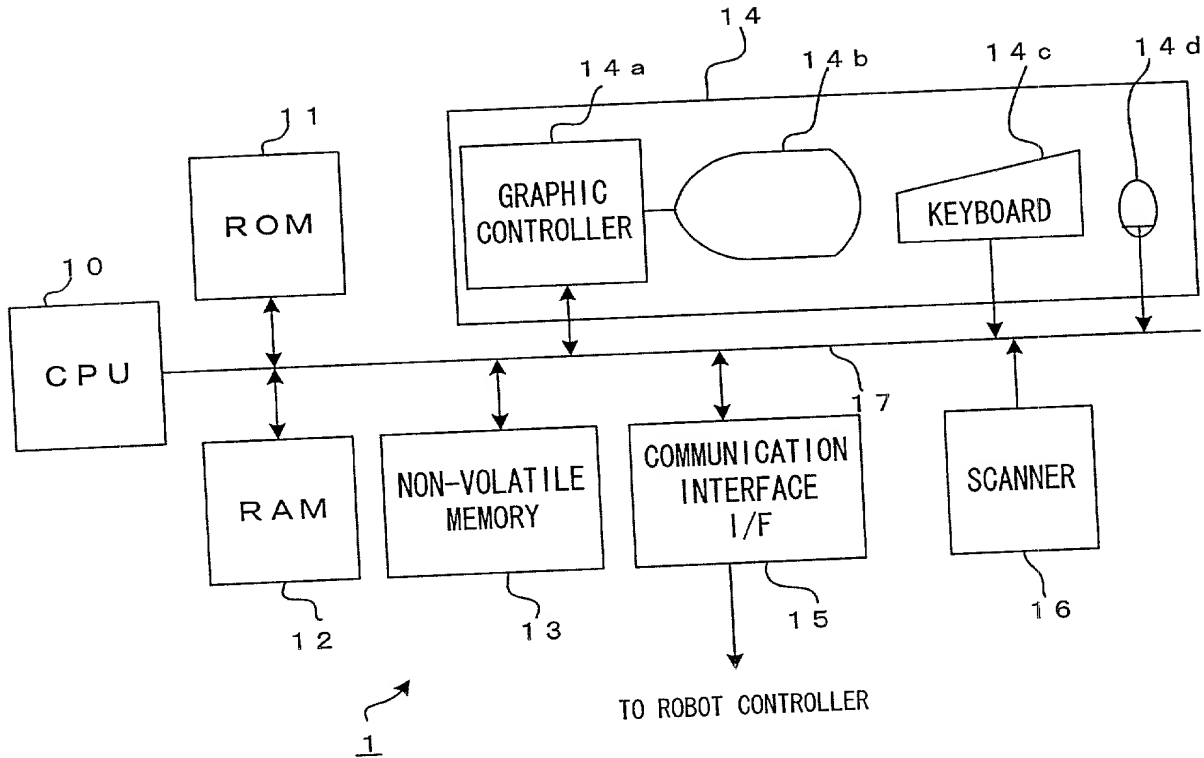 14
14a
14b
14c
14d
11
ROM
GRAPHIC
CONTROLLER
KEYBOARD
10
CPU
17
RAM
NON-VOLATILE
MEMORY
COMMUNICATION
INTERFACE
I/F
SCANNER
12
13
15
16
TO ROBOT CONTROLLER
1